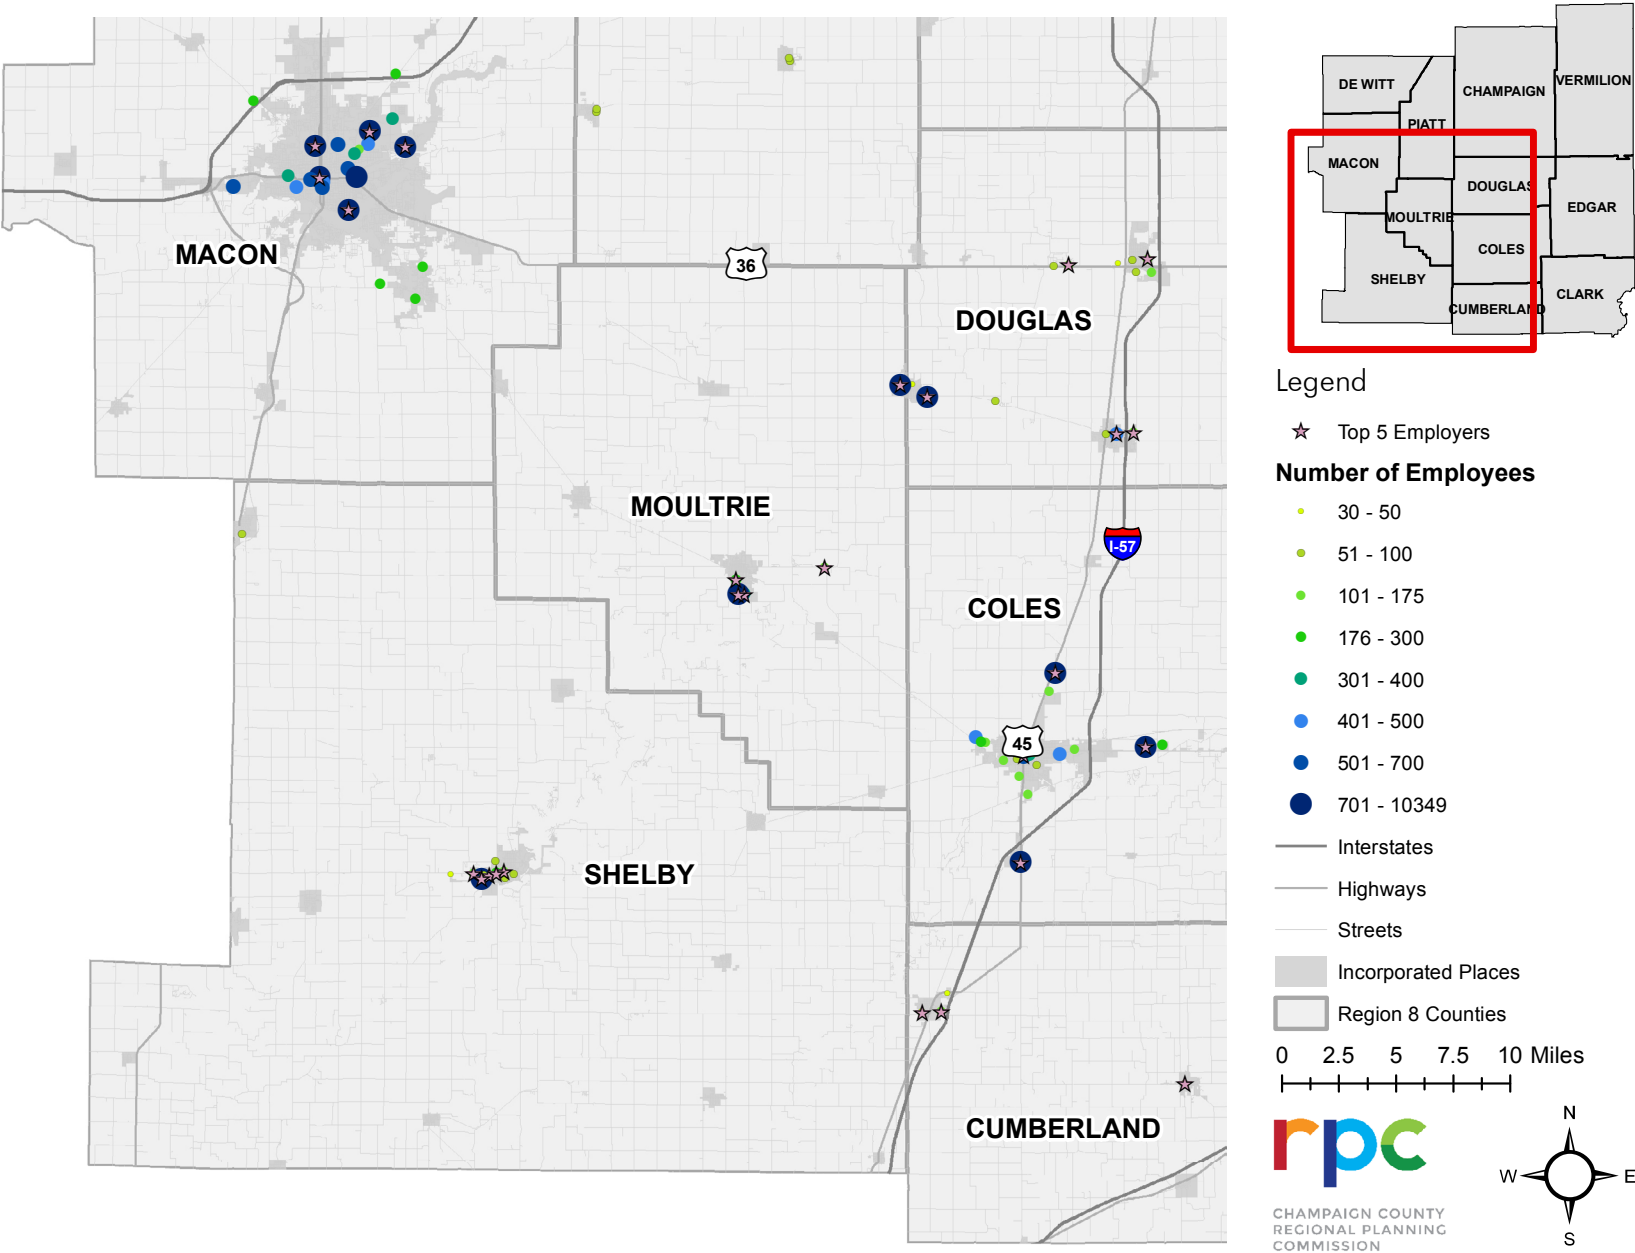 MACON
36
DOUGLAS
MOULTRIE
I-57
COLES
45
SHELBY
CUMBERLAND
DE WITT
CHAMPAIGN
VERMILION
PIATT
MACON
DOUGLAS
MOULTRIE
EDGAR
COLES
SHELBY
CLARK
CUMBERLAND
Legend
Top 5 Employers
Number of Employees
30 - 50
51 - 100
101 - 175
176 - 300
301 - 400
401 - 500
501 - 700
701 - 10349
Interstates
Highways
Streets
Incorporated Places
Region 8 Counties
0 2.5 5 7.5 10 Miles
rpc
CHAMPAIGN COUNTY
REGIONAL PLANNING
COMMISSION
N
W E
S